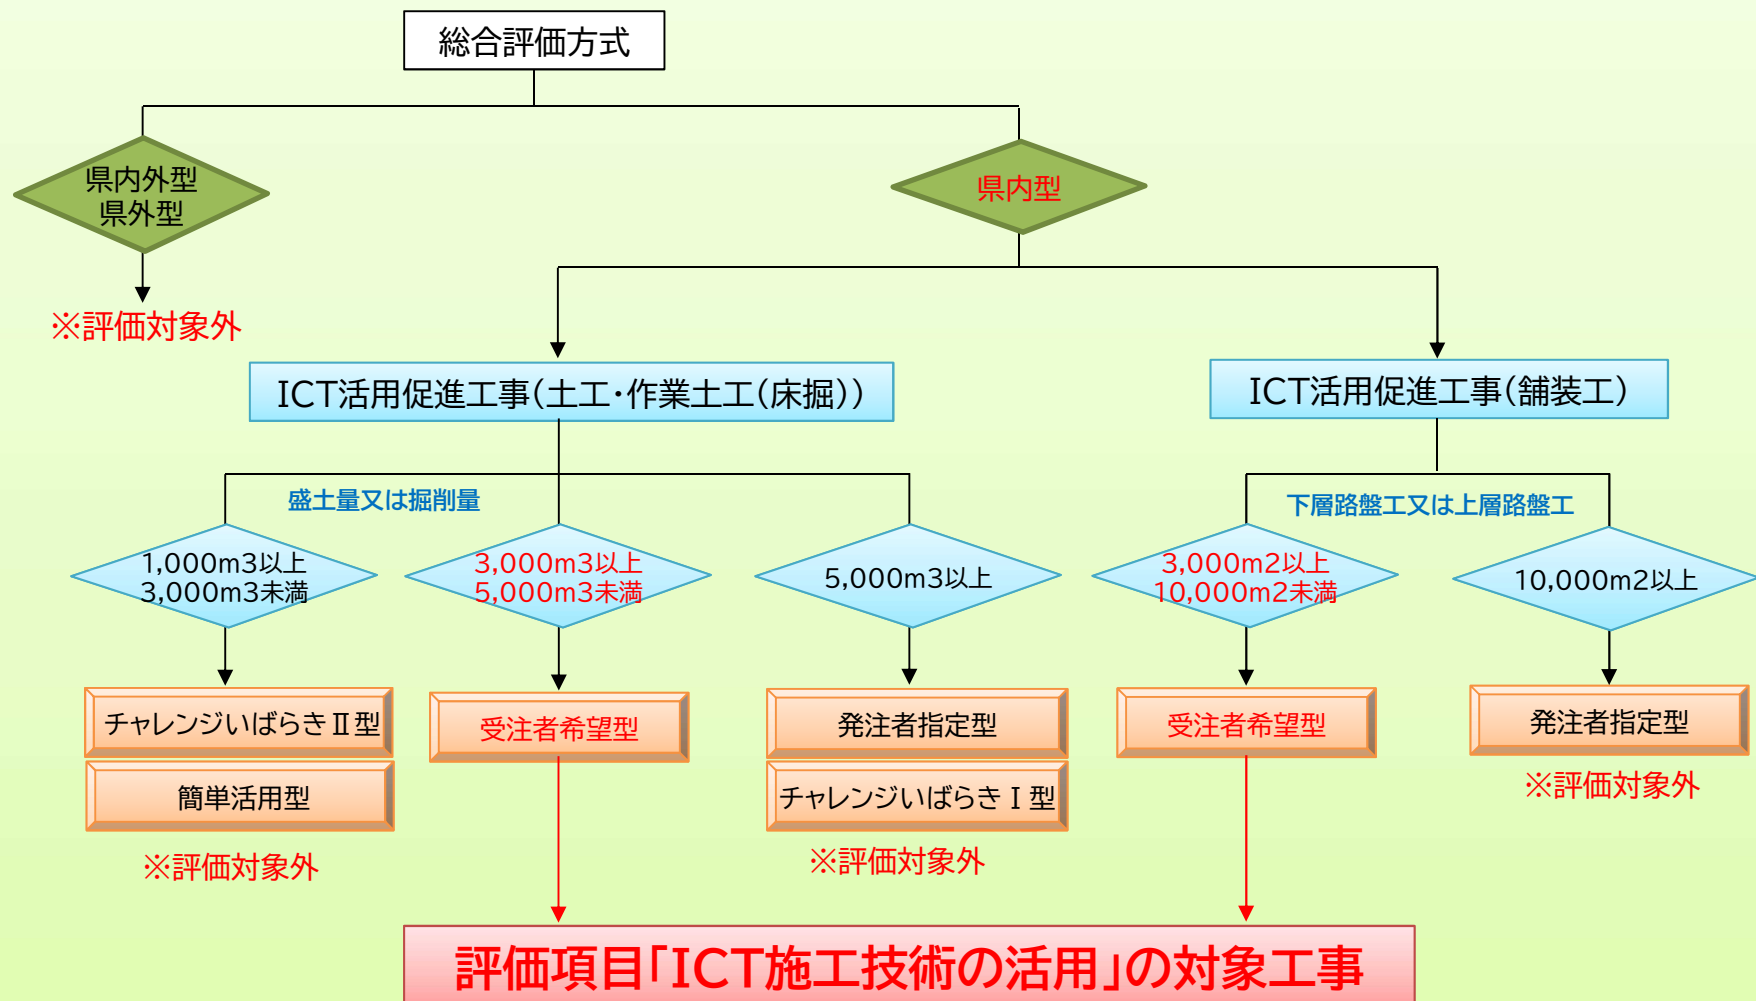 総合評価方式
県内外型
県外型
県内型
※評価対象外
ICT活用促進工事(土工・作業土工(床掘))
ICT活用促進工事(舗装工)
盛土量又は掘削量
下層路盤工又は上層路盤工
1,000m3以上
3,000m3未満
3,000m3以上
5,000m3未満
5,000m3以上
3,000m2以上
10,000m2未満
10,000m2以上
チャレンジいばらきⅡ型
簡単活用型
※評価対象外
受注者希望型
発注者指定型
チャレンジいばらきⅠ型
※評価対象外
受注者希望型
発注者指定型
※評価対象外
評価項目「ICT施工技術の活用」の対象工事